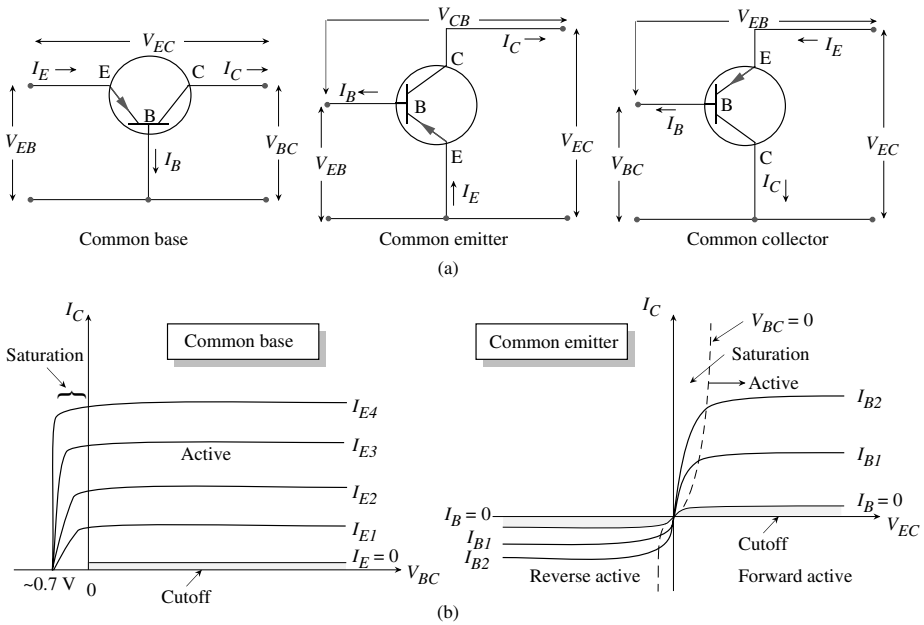 V_EC
I_E
E
C
I_C
B
V_EB
I_B
V_BC
Common base
V_CB
I_C
C
I_B
B
V_EB
V_EC
E
I_E
Common emitter
V_EB
I_E
E
I_B
B
V_BC
V_EC
C
I_C
Common collector
(a)
I_C
Common base
Saturation
I_E4
I_E3
Active
I_E2
I_E1
I_E = 0
~0.7 V
0
V_BC
Cutoff
I_C
Common emitter
V_BC = 0
Saturation
Active
I_B2
I_B1
I_B = 0
I_B = 0
V_EC
I_B1
Cutoff
I_B2
Reverse active
Forward active
(b)